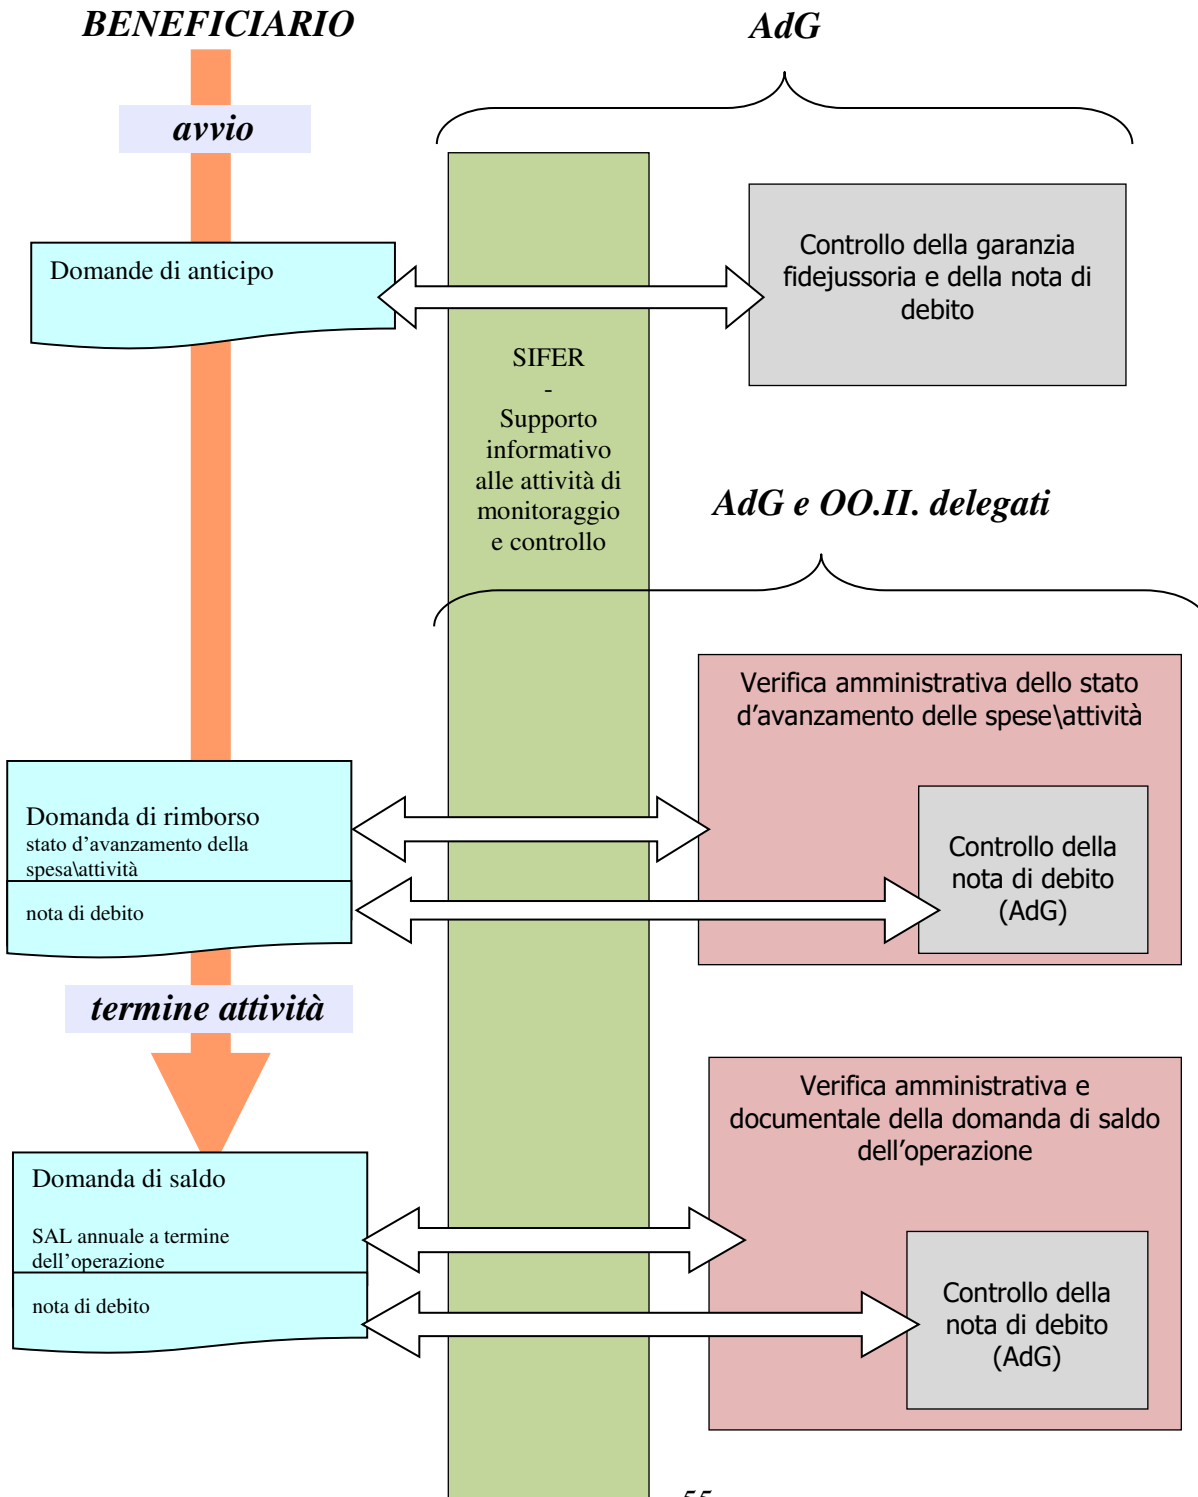 BENEFICIARIO
AdG
avvio
Domande di anticipo
Controllo della garanzia
fidejussoria e della nota di
debito
SIFER
-
Supporto
informativo
alle attività di
monitoraggio
e controllo
AdG e OO.II. delegati
Verifica amministrativa dello stato
d’avanzamento delle spese\attività
Domanda di rimborso
stato d’avanzamento della
spesa\attività
nota di debito
Controllo della
nota di debito
(AdG)
termine attività
Verifica amministrativa e
documentale della domanda di saldo
dell’operazione
Domanda di saldo
SAL annuale a termine
dell’operazione
nota di debito
Controllo della
nota di debito
(AdG)
55